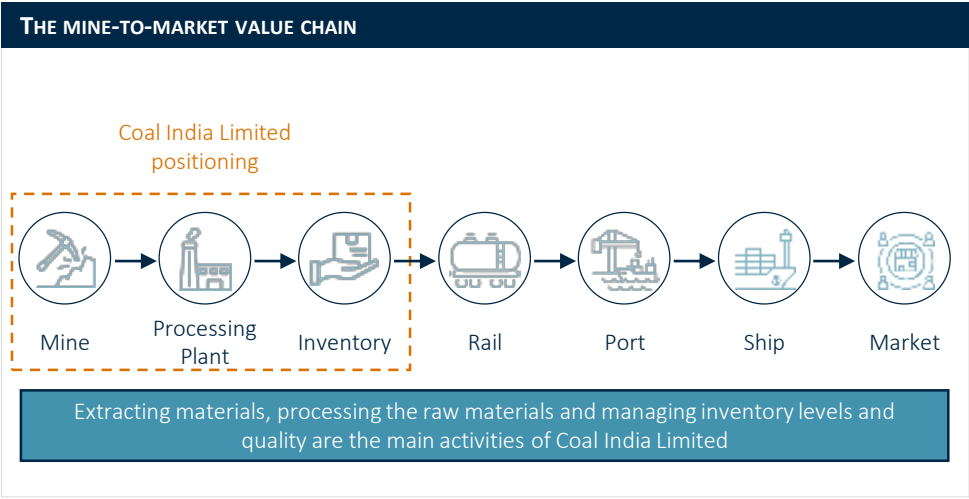 THE MINE-TO-MARKET VALUE CHAIN
Coal India Limited
positioning
Mine
Processing
Plant
Inventory
Rail
Port
Ship
Market
Extracting materials, processing the raw materials and managing inventory levels and
quality are the main activities of Coal India Limited